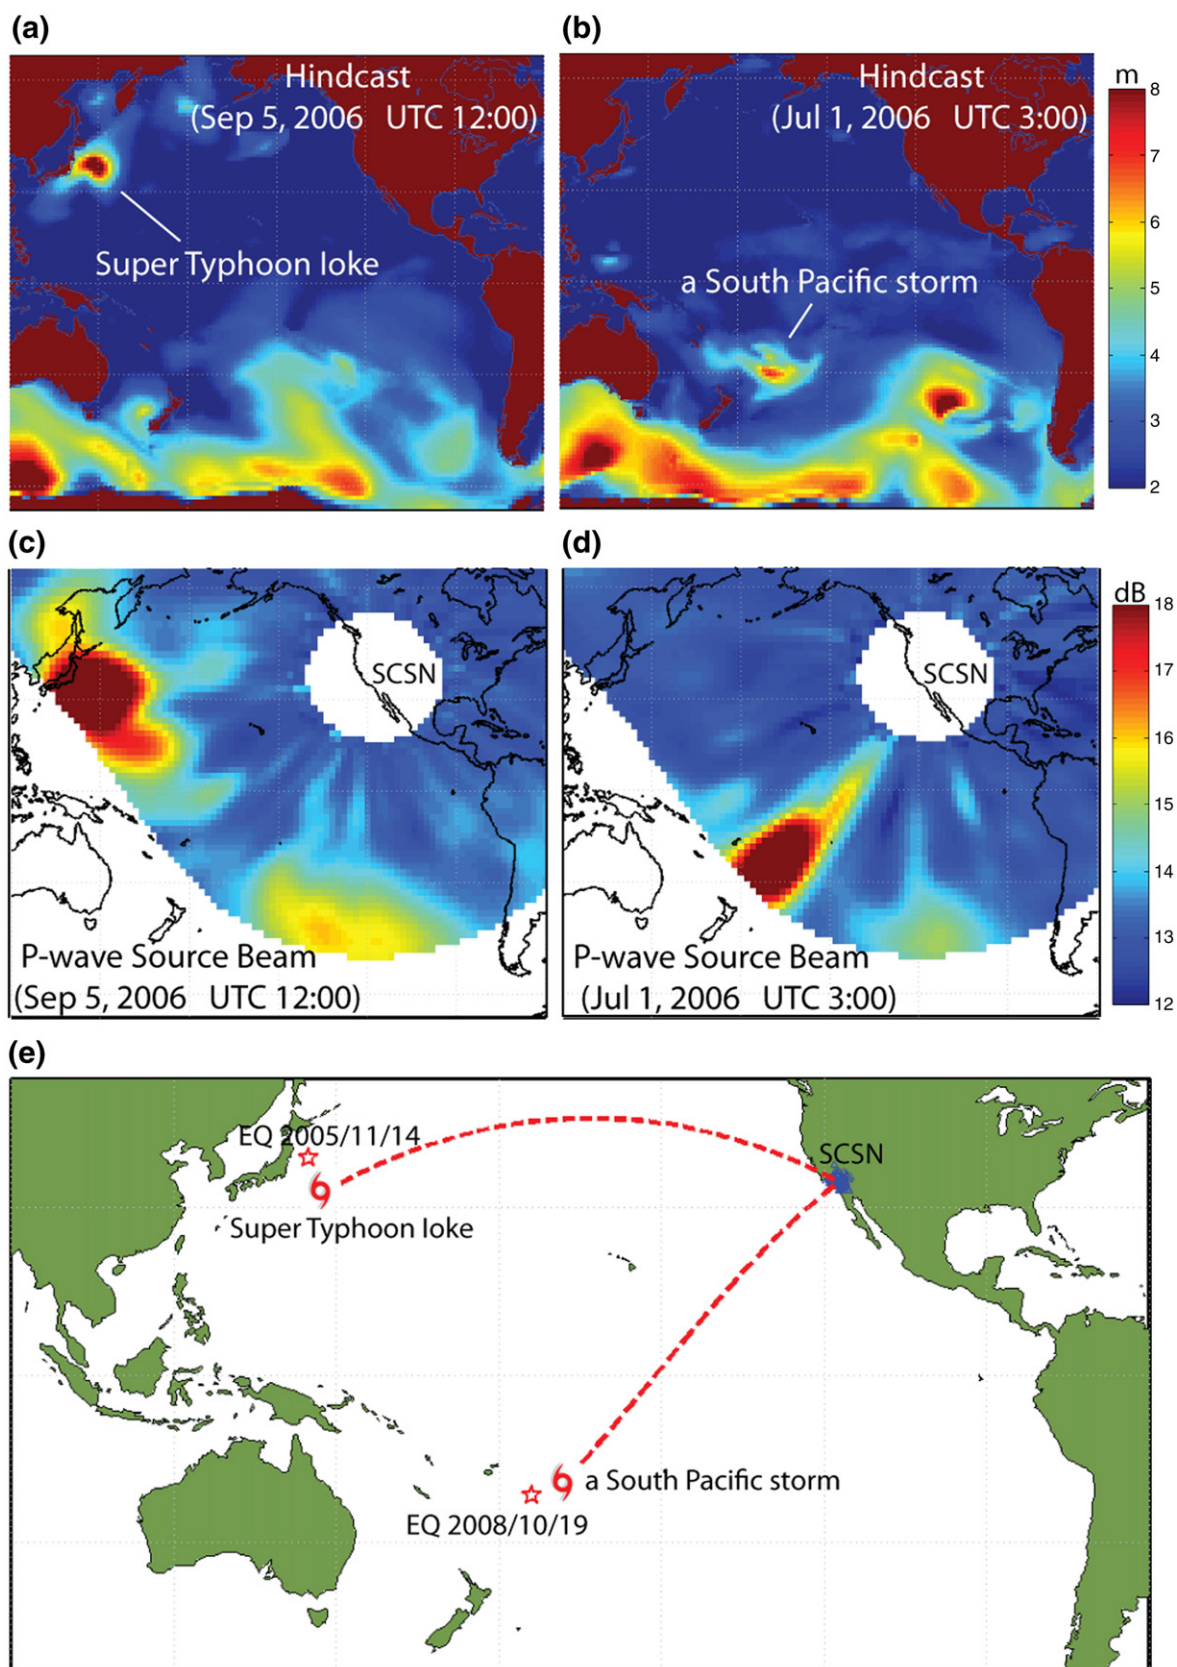 (a)
Hindcast
(Sep 5, 2006 UTC 12:00)
Super Typhoon Ioke
(b)
Hindcast
(Jul 1, 2006 UTC 3:00)
a South Pacific storm
m
8
7
6
5
4
3
2
(c)
SCSN
P-wave Source Beam
(Sep 5, 2006 UTC 12:00)
(d)
SCSN
P-wave Source Beam
(Jul 1, 2006 UTC 3:00)
dB
18
17
16
15
14
13
12
(e)
EQ 2005/11/14
SCSN
Super Typhoon Ioke
a South Pacific storm
EQ 2008/10/19